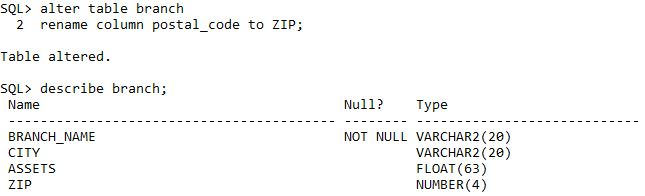 SQL> alter table branch
  2  rename column postal_code to ZIP;
Table altered.
SQL> describe branch;
 Name                                      Null?    Type
 ----------------------------------------- -------- ----------------------------
 BRANCH_NAME                               NOT NULL VARCHAR2(20)
 CITY                                               VARCHAR2(20)
 ASSETS                                             FLOAT(63)
 ZIP                                                NUMBER(4)